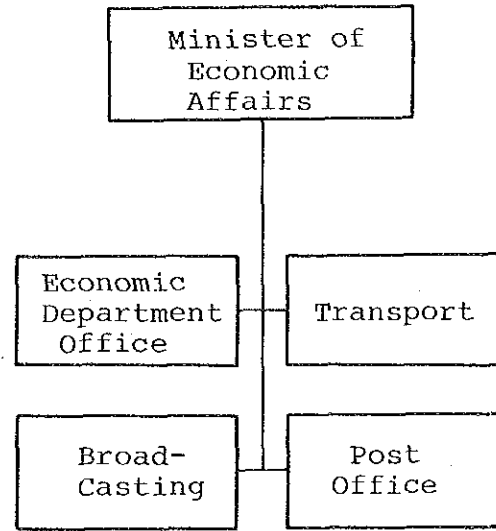 Minister of
Economic
Affairs
Economic
Department
Office
Transport
Broad-
Casting
Post
Office